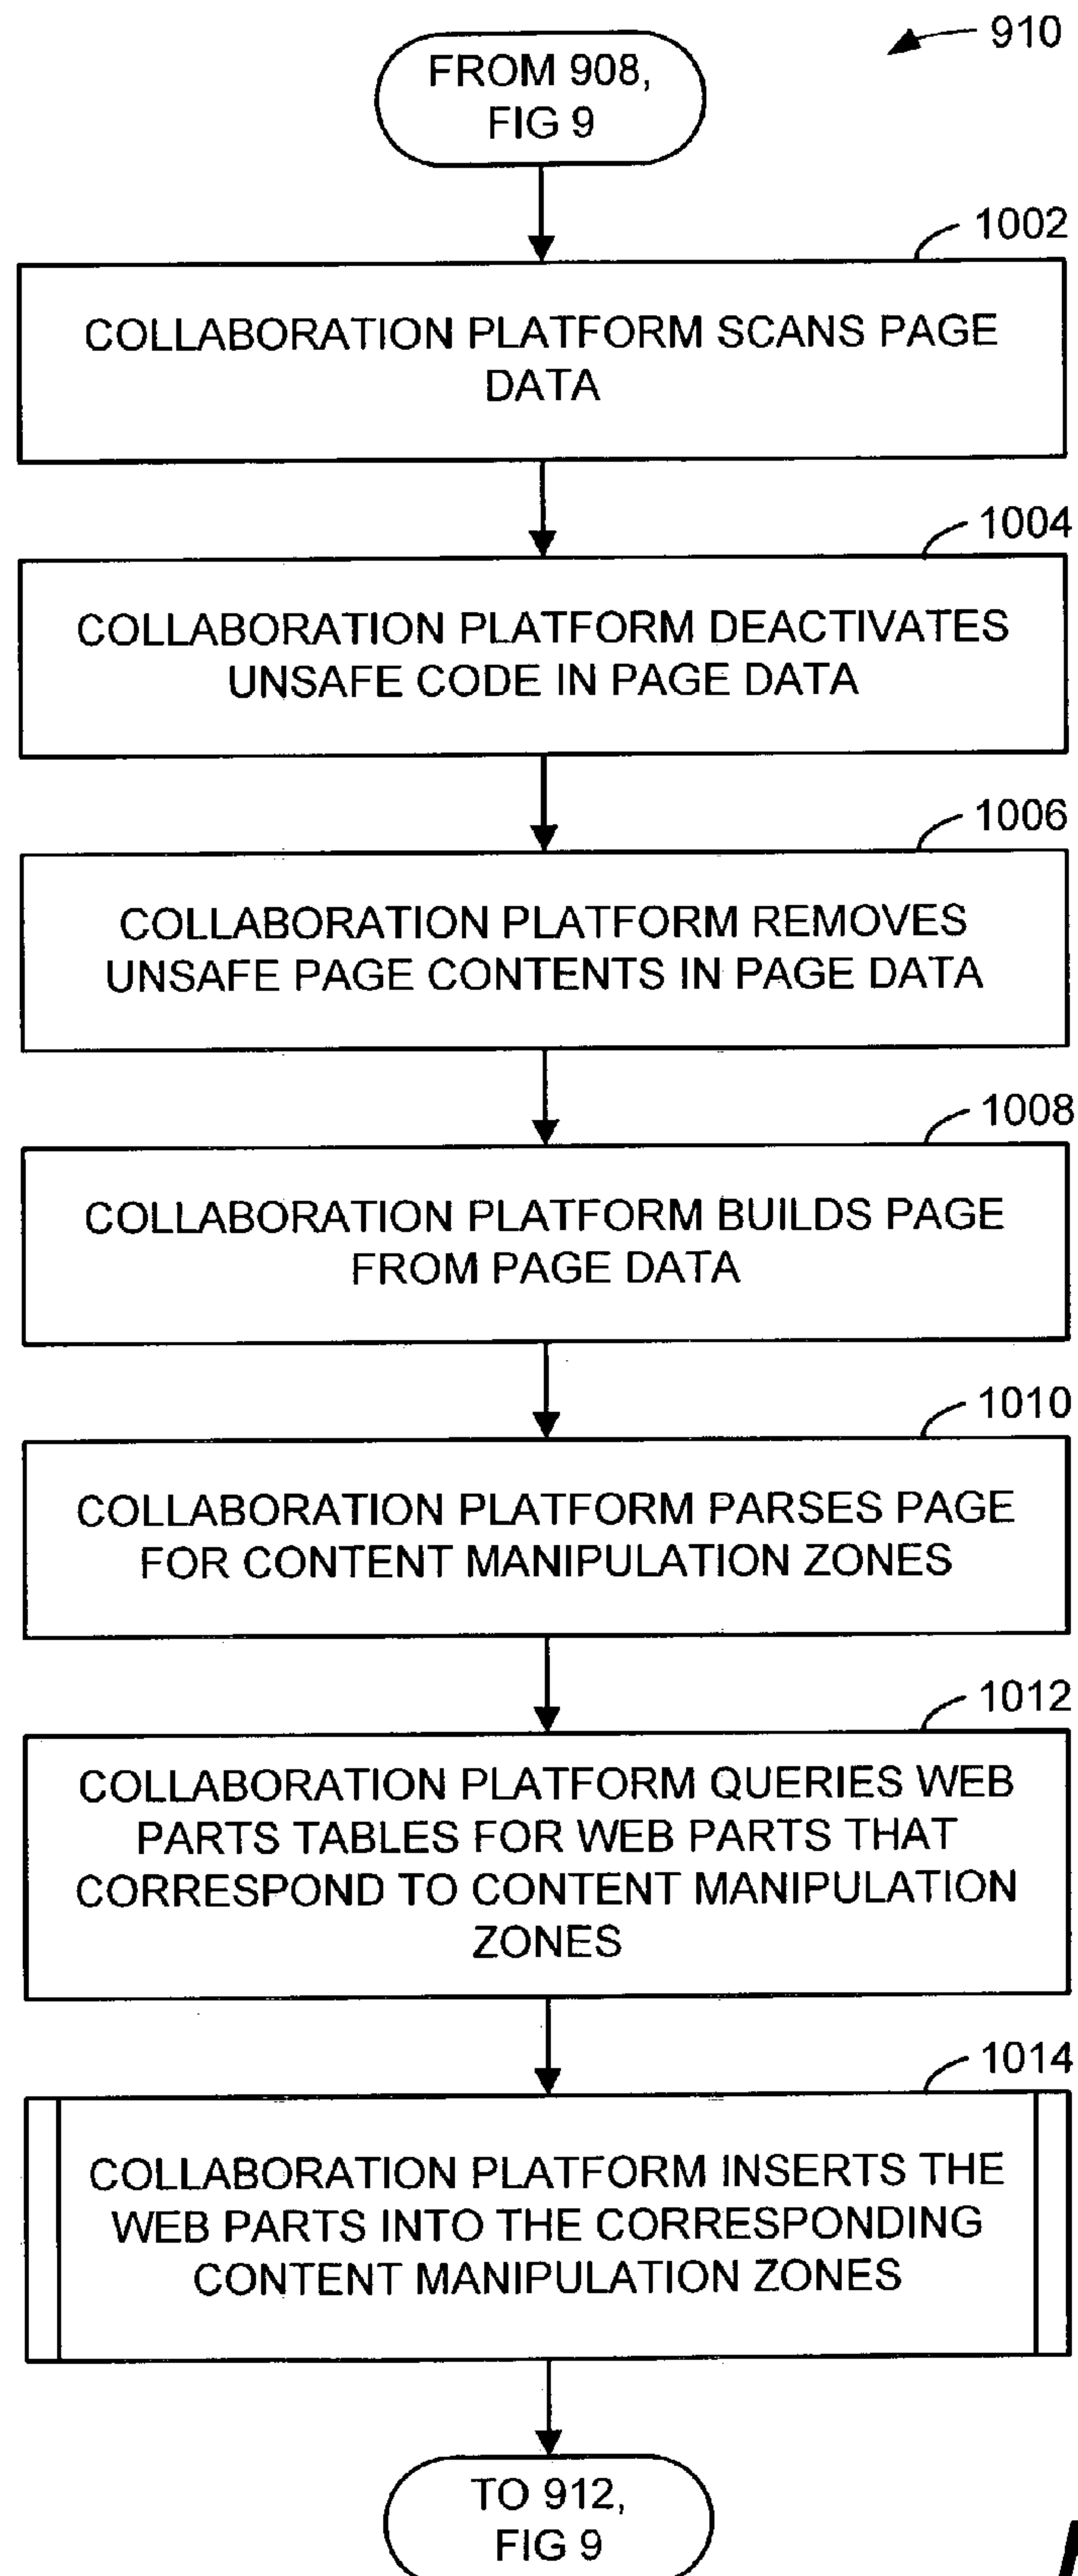 910
FROM 908,
FIG 9
1002
COLLABORATION PLATFORM SCANS PAGE
DATA
1004
COLLABORATION PLATFORM DEACTIVATES
UNSAFE CODE IN PAGE DATA
1006
COLLABORATION PLATFORM REMOVES
UNSAFE PAGE CONTENTS IN PAGE DATA
1008
COLLABORATION PLATFORM BUILDS PAGE
FROM PAGE DATA
1010
COLLABORATION PLATFORM PARSES PAGE
FOR CONTENT MANIPULATION ZONES
1012
COLLABORATION PLATFORM QUERIES WEB
PARTS TABLES FOR WEB PARTS THAT
CORRESPOND TO CONTENT MANIPULATION
ZONES
1014
COLLABORATION PLATFORM INSERTS THE
WEB PARTS INTO THE CORRESPONDING
CONTENT MANIPULATION ZONES
TO 912,
FIG 9